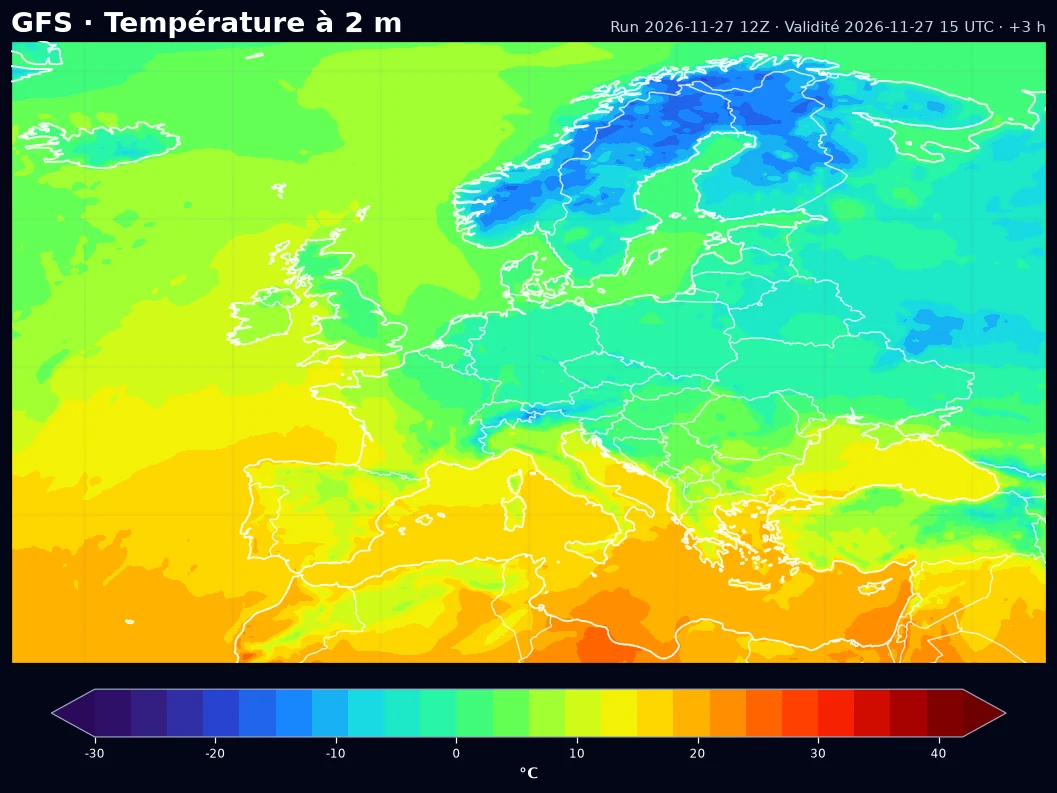 GFS · Température à 2 m
Run 2026-11-27 12Z · Validité 2026-11-27 15 UTC · +3 h
-30 -20 -10 0 10 20 30 40
°C